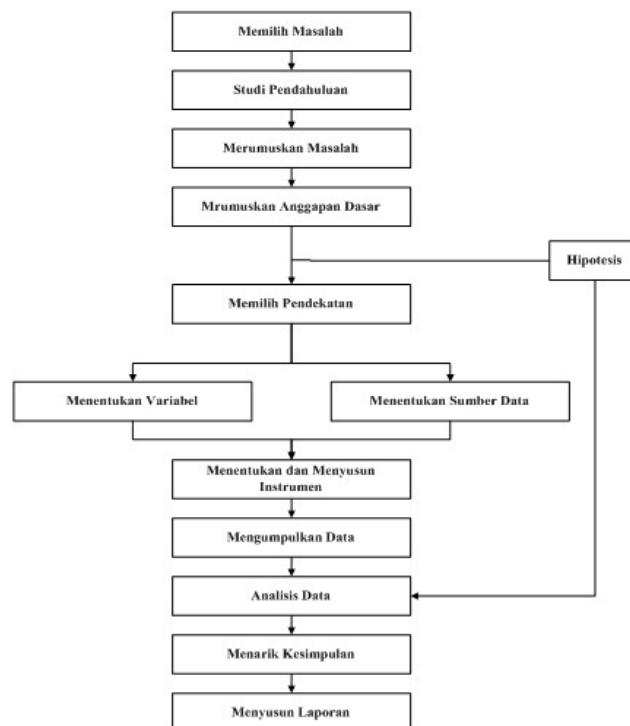 Memilih Masalah
Studi Pendahuluan
Merumuskan Masalah
Mrumuskan Anggapan Dasar
Hipotesis
Memilih Pendekatan
Menentukan Variabel
Menentukan Sumber Data
Menentukan dan Menyusun
Instrumen
Mengumpulkan Data
Analisis Data
Menarik Kesimpulan
Menyusun Laporan